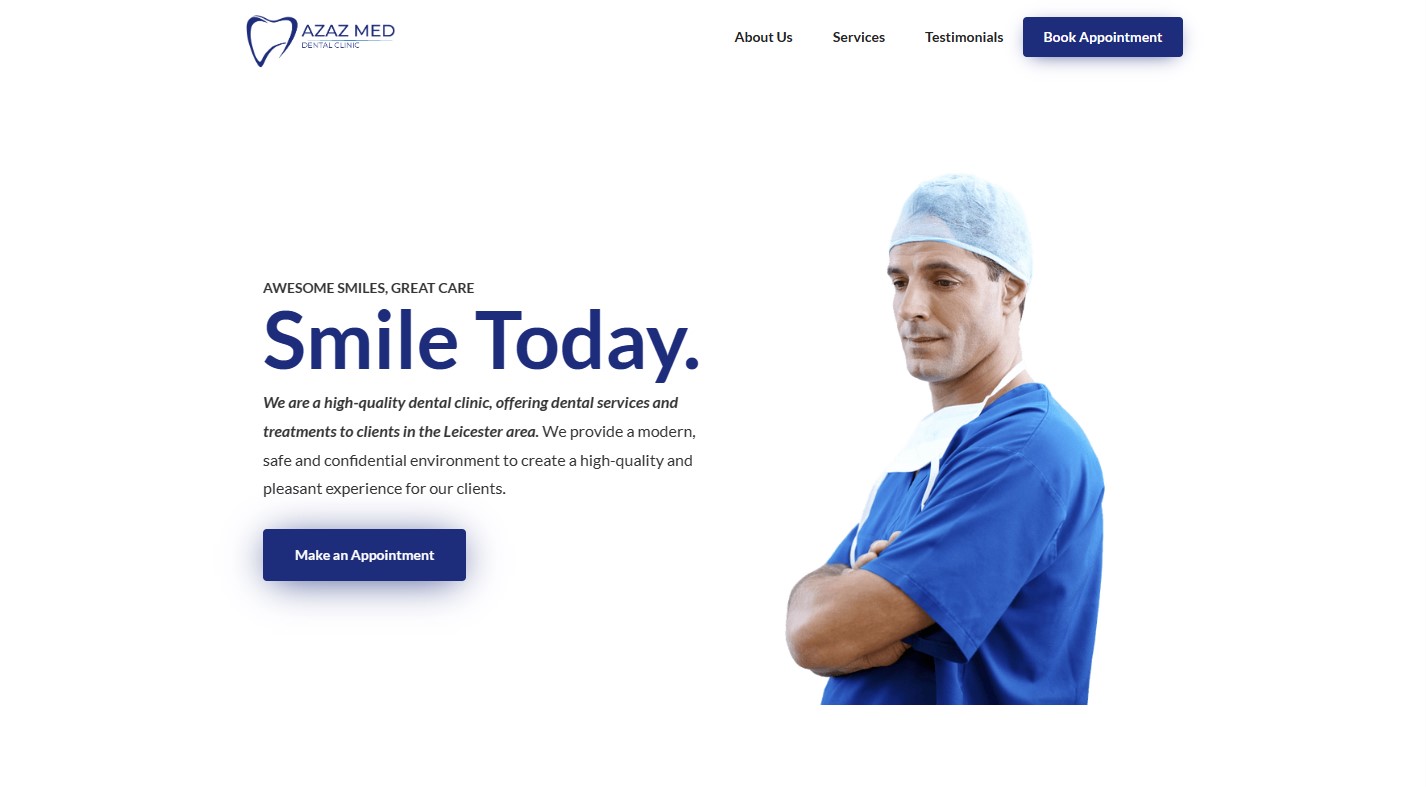 AZAZ MED
DENTAL CLINIC
About Us
Services
Testimonials
Book Appointment
AWESOME SMILES, GREAT CARE
Smile Today.
We are a high-quality dental clinic, offering dental services and
treatments to clients in the Leicester area. We provide a modern,
safe and confidential environment to create a high-quality and
pleasant experience for our clients.
Make an Appointment